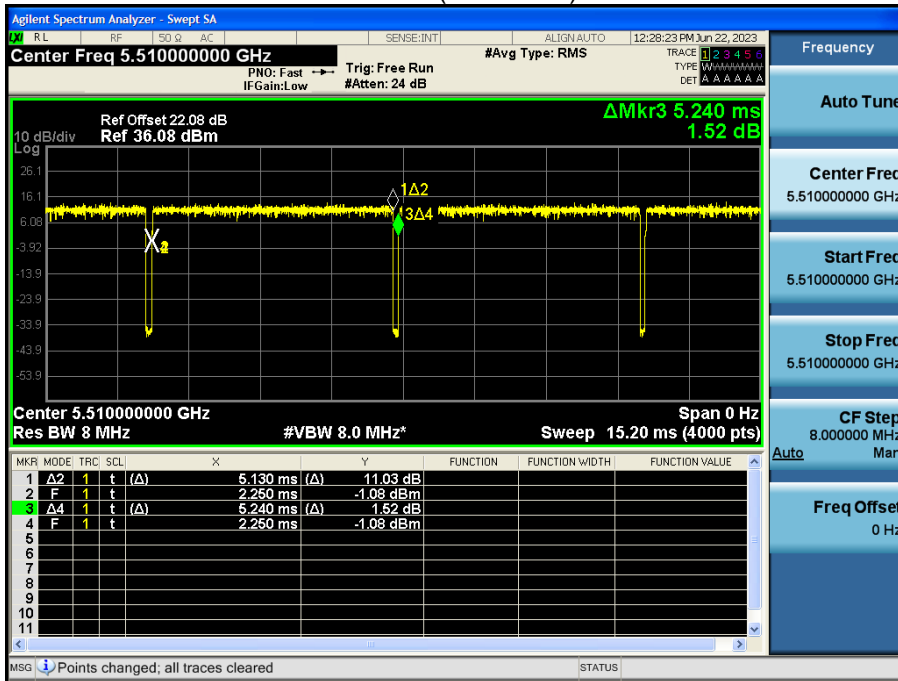 Agilent Spectrum Analyzer - Swept SA
LXI RL RF 50 Ω AC SENSE:INT ALIGN AUTO 12:28:23 PM Jun 22, 2023
Center Freq 5.510000000 GHz #Avg Type: RMS TRACE 1 2 3 4 5 6
PNO: Fast Trig: Free Run TYPE WWWWWW
IFGain:Low #Atten: 24 dB DET A A A A A A
ΔMkr3 5.240 ms
1.52 dB
Ref Offset 22.08 dB
10 dB/div Ref 36.08 dBm
Log
26.1
16.1
6.08
-3.92
-13.9
-23.9
-33.9
-43.9
-53.9
1Δ2
3Δ4
2
Center 5.510000000 GHz Span 0 Hz
Res BW 8 MHz #VBW 8.0 MHz* Sweep 15.20 ms (4000 pts)
MKR MODE TRC SCL X Y FUNCTION FUNCTION WIDTH FUNCTION VALUE
1 Δ2 1 t (Δ) 5.130 ms (Δ) 11.03 dB
2 F 1 t 2.250 ms -1.08 dBm
3 Δ4 1 t (Δ) 5.240 ms (Δ) 1.52 dB
4 F 1 t 2.250 ms -1.08 dBm
5
6
7
8
9
10
11
MSG Points changed; all traces cleared STATUS
Frequency
Auto Tune
Center Freq
5.510000000 GHz
Start Freq
5.510000000 GHz
Stop Freq
5.510000000 GHz
CF Step
8.000000 MHz
Auto Man
Freq Offset
0 Hz